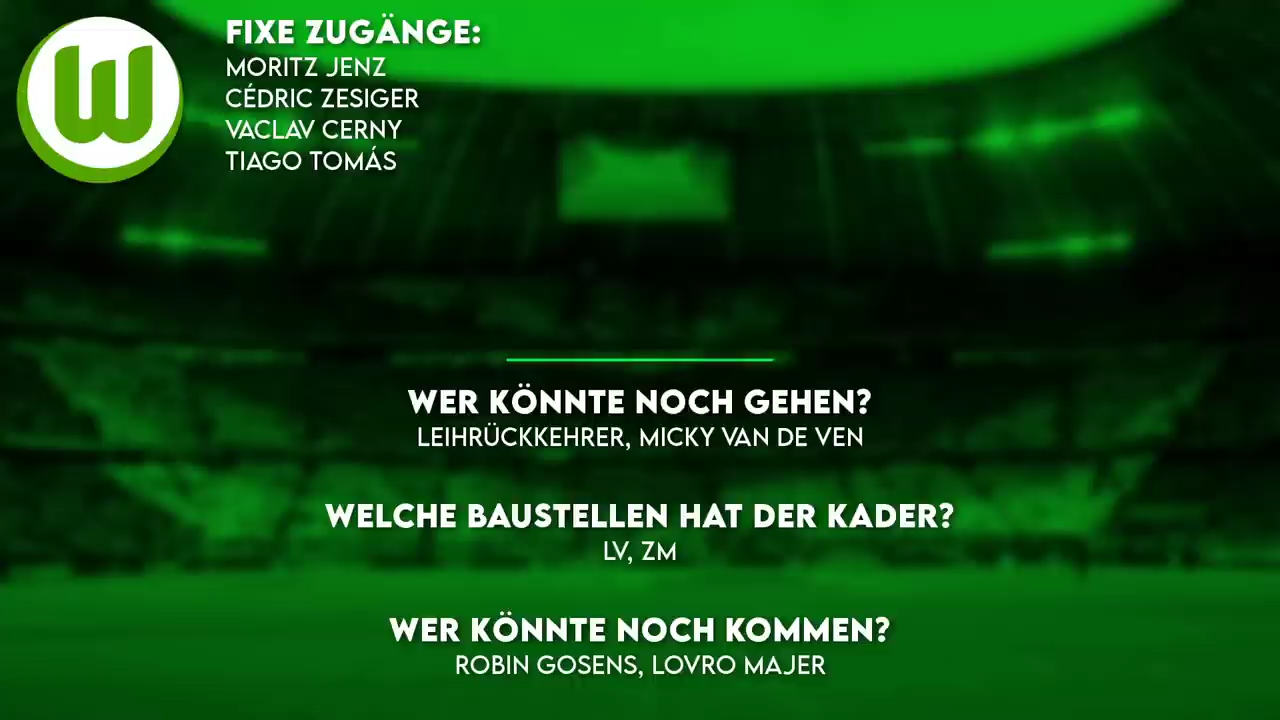 W
FIXE ZUGÄNGE:
MORITZ JENZ
CÉDRIC ZESIGER
VACLAV CERNY
TIAGO TOMÁS
WER KÖNNTE NOCH GEHEN?
LEIHRÜCKKEHRER, MICKY VAN DE VEN
WELCHE BAUSTELLEN HAT DER KADER?
LV, ZM
WER KÖNNTE NOCH KOMMEN?
ROBIN GOSENS, LOVRO MAJER